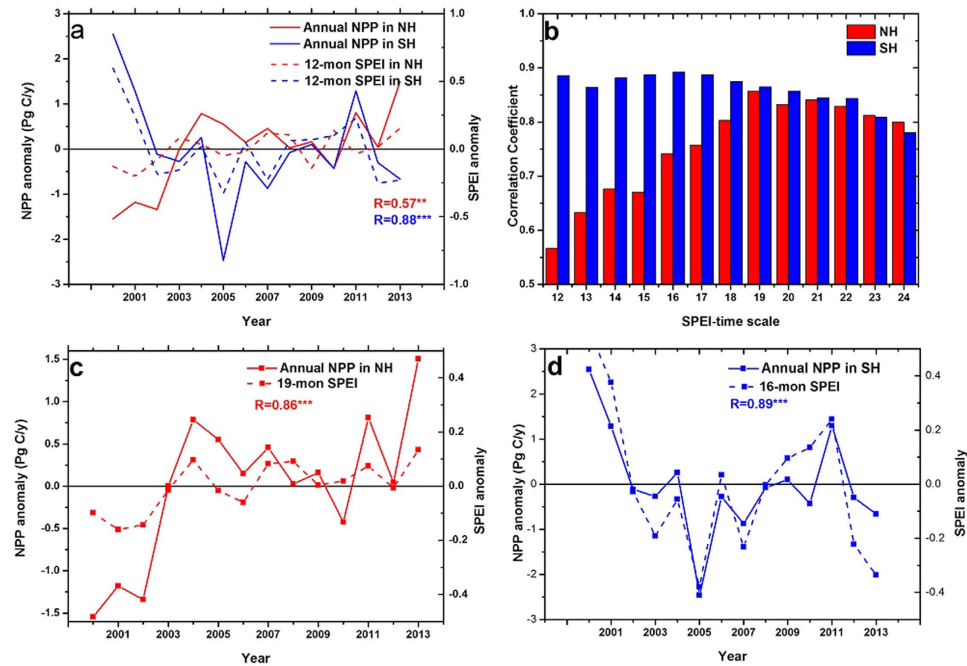 a
Annual NPP in NH
Annual NPP in SH
12-mon SPEI in NH
12-mon SPEI in SH
R=0.57**
R=0.88***
NPP anomaly (Pg C/y)
3
2
1
0
-1
-2
-3
SPEI anomaly
1.0
0.5
0.0
-0.5
-1.0
2001 2003 2005 2007 2009 2011 2013
Year
b
NH
SH
Correlation Coefficient
1.0
0.9
0.8
0.7
0.6
0.5
12 13 14 15 16 17 18 19 20 21 22 23 24
SPEI-time scale
c
Annual NPP in NH
19-mon SPEI
R=0.86***
NPP anomaly (Pg C/y)
1.5
1.0
0.5
0.0
-0.5
-1.0
-1.5
SPEI anomaly
0.4
0.2
0.0
0.2
-0.4
2001 2003 2005 2007 2009 2011 2013
Year
d
Annual NPP in SH
16-mon SPEI
R=0.89***
NPP anomaly (Pg C/y)
3
2
1
0
-1
-2
-3
SPEI anomaly
0.4
0.2
0.0
-0.2
-0.4
2001 2003 2005 2007 2009 2011 2013
Year